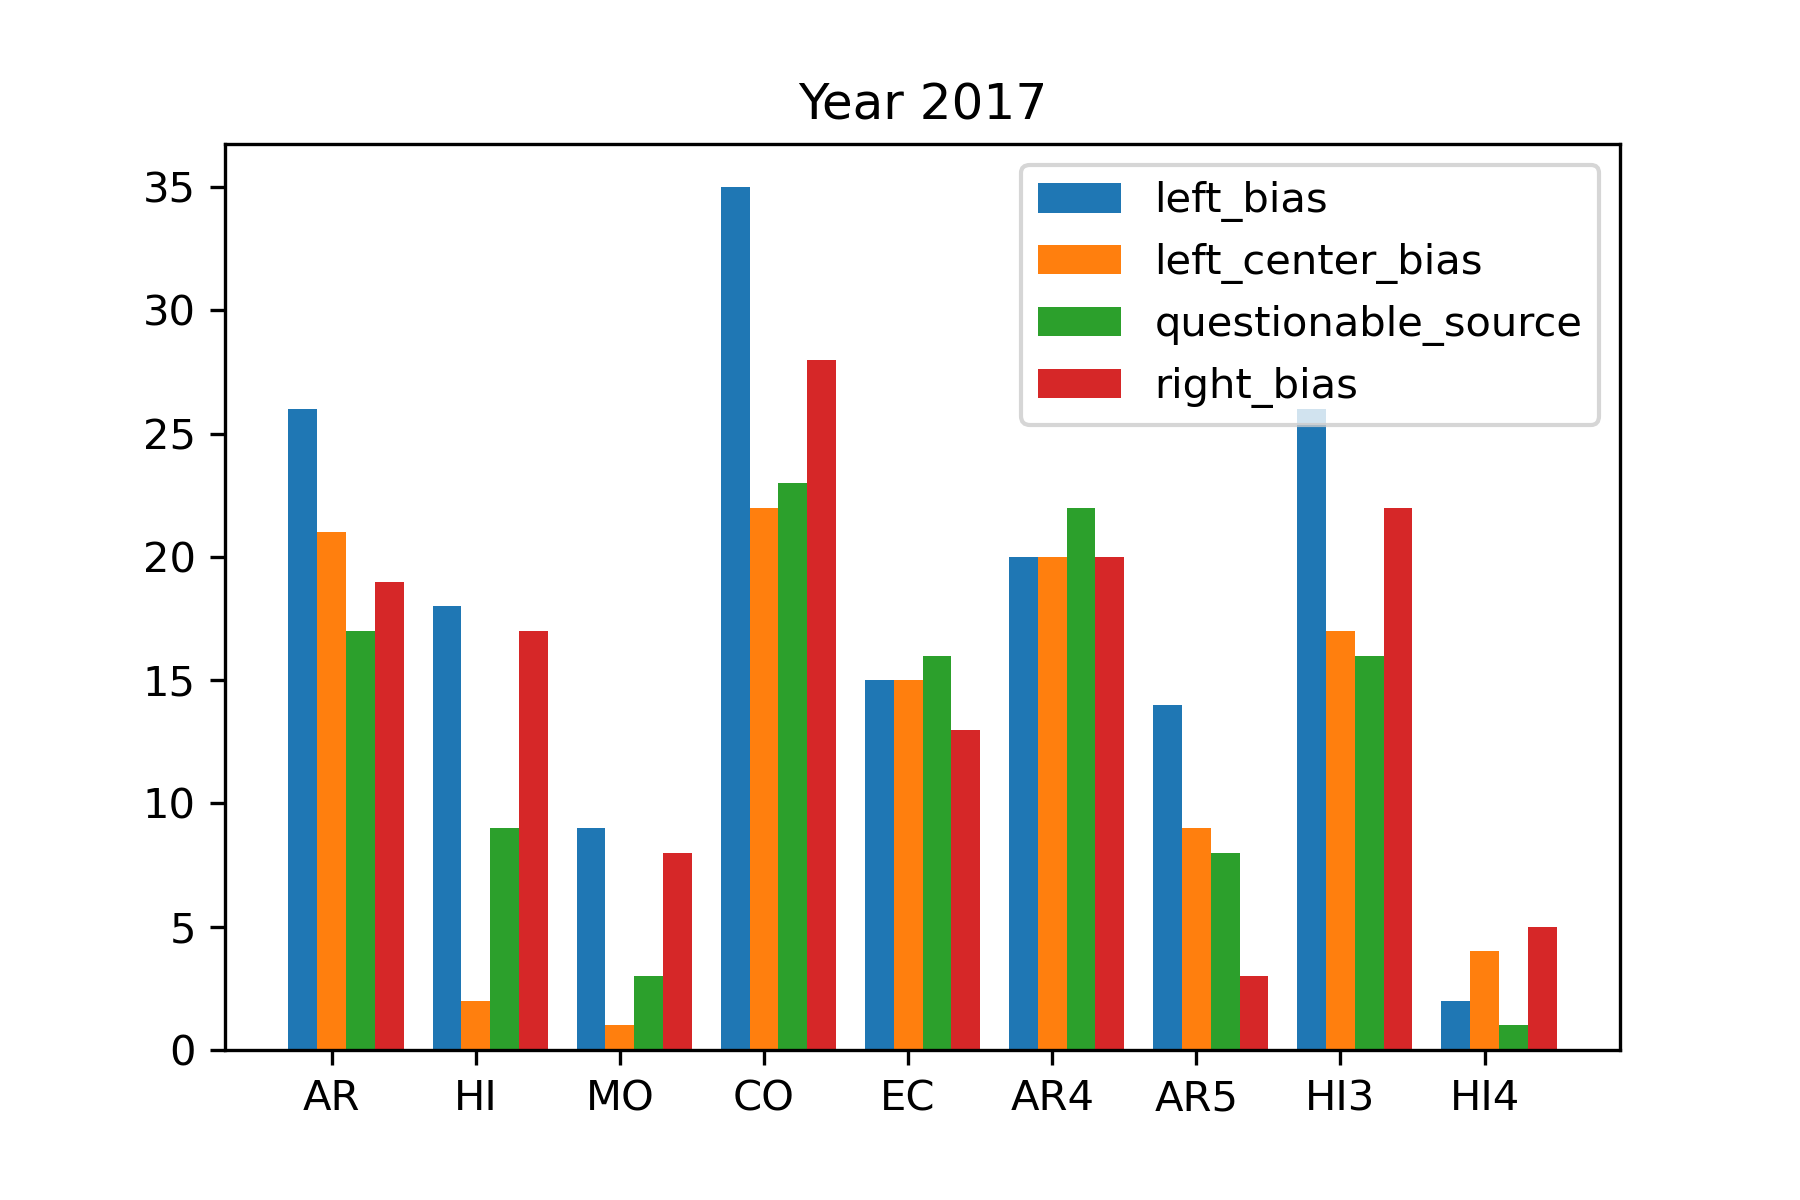 Year 2017
left_bias
left_center_bias
questionable_source
right_bias
35
30
25
20
15
10
5
0
AR HI MO CO EC AR4 AR5 HI3 HI4